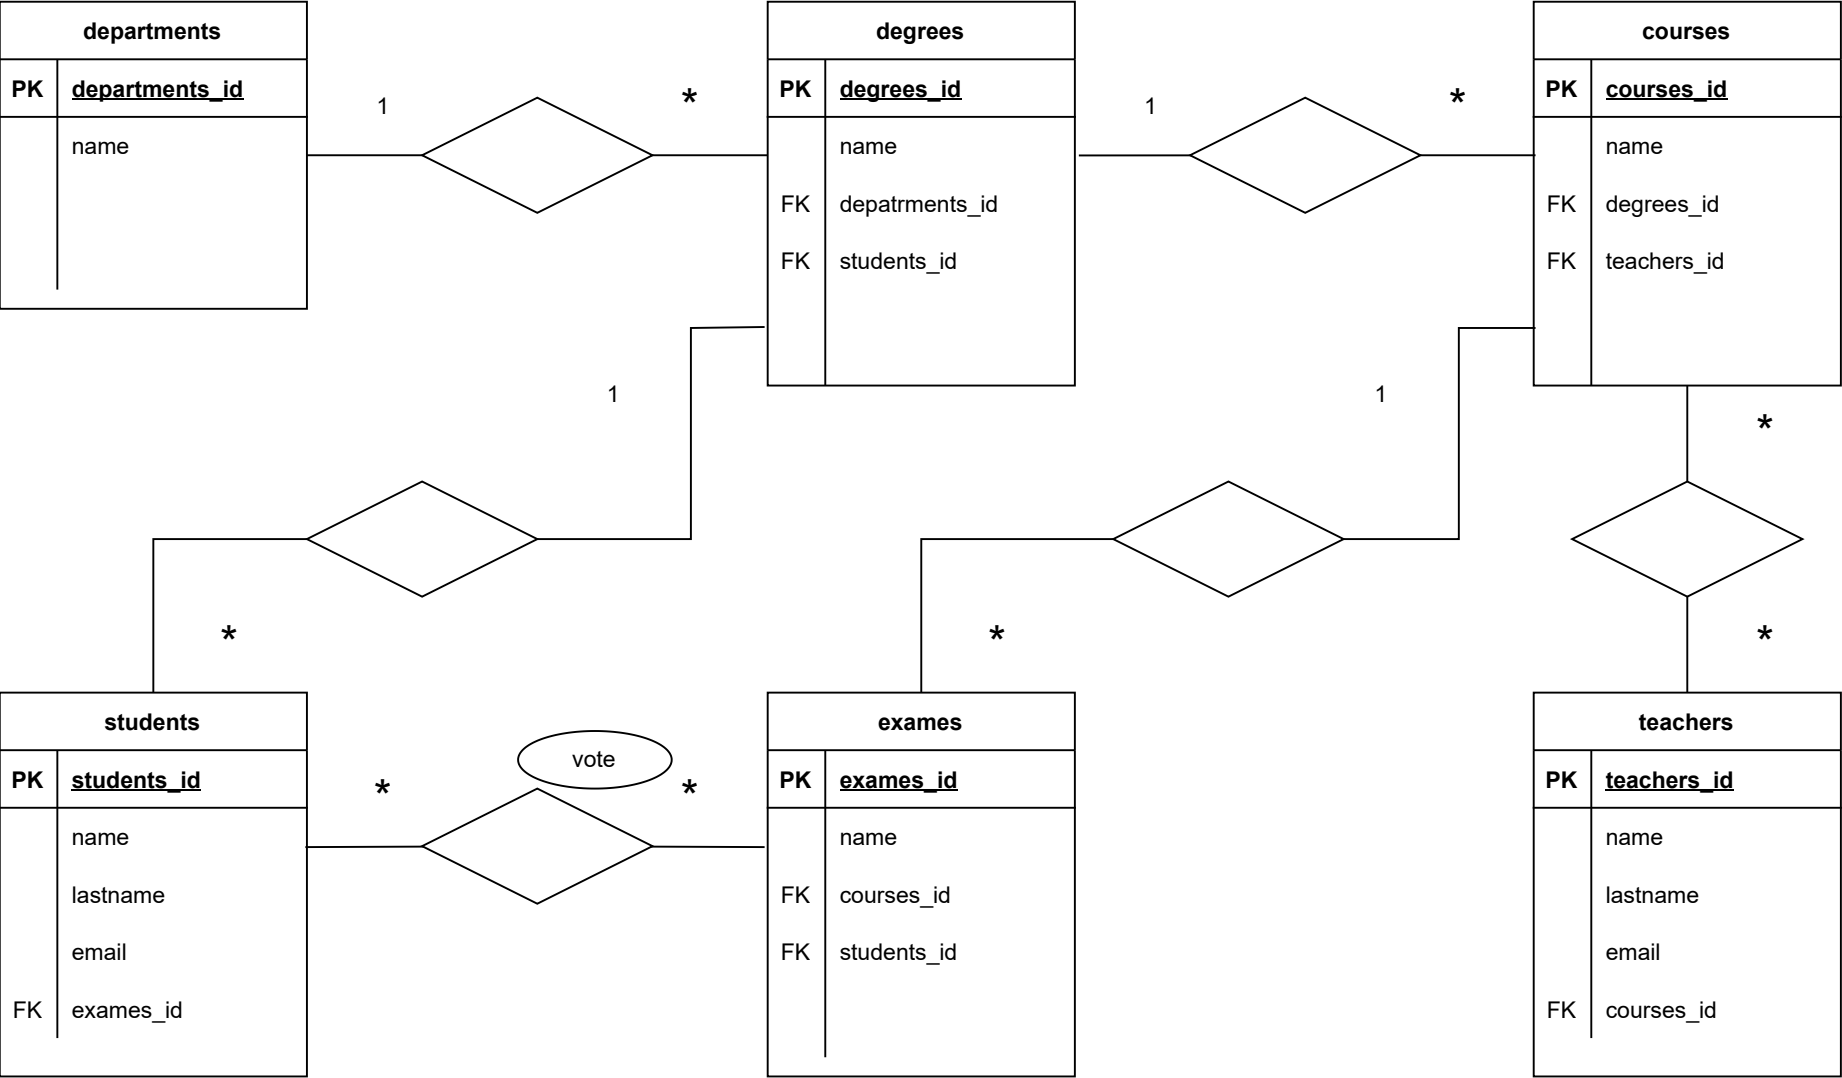 departments
PK departments_id
name
1
*
degrees
PK degrees_id
name
FK depatrments_id
FK students_id
1
*
courses
PK courses_id
name
FK degrees_id
FK teachers_id
1
*
1
*
*
*
students
PK students_id
name
lastname
email
FK exames_id
*
vote
*
exames
PK exames_id
name
FK courses_id
FK students_id
teachers
PK teachers_id
name
lastname
email
FK courses_id